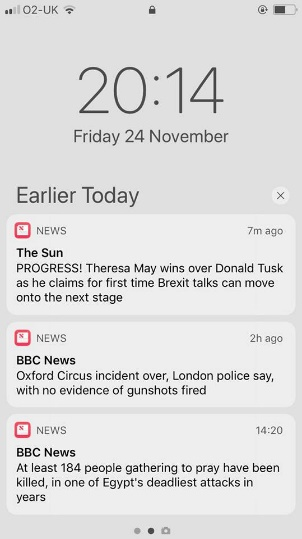 O2-UK
20:14
Friday 24 November
Earlier Today
NEWS 7m ago
The Sun
PROGRESS! Theresa May wins over Donald Tusk
as he claims for first time Brexit talks can move
onto the next stage
NEWS 2h ago
BBC News
Oxford Circus incident over, London police say,
with no evidence of gunshots fired
NEWS 14:20
BBC News
At least 184 people gathering to pray have been
killed, in one of Egypt's deadliest attacks in
years